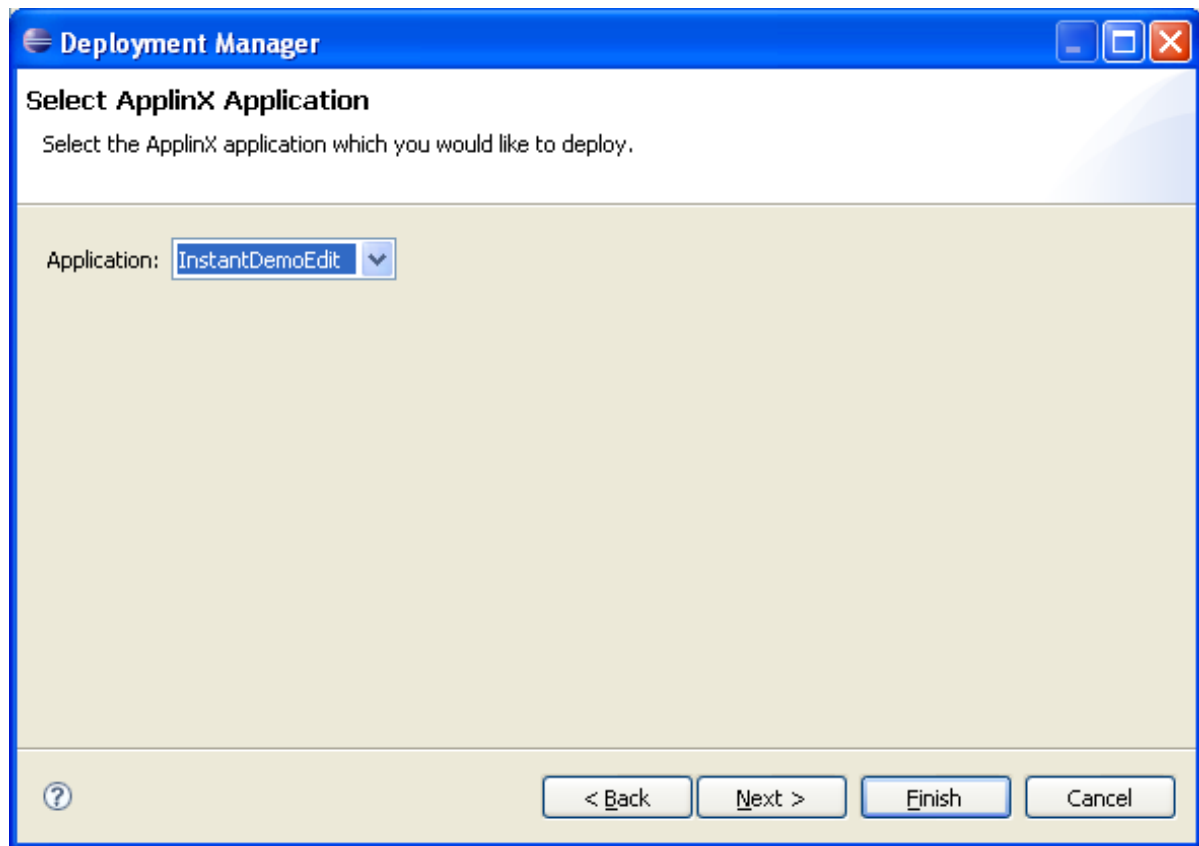 Deployment Manager
Select ApplinX Application
Select the ApplinX application which you would like to deploy.
Application: InstantDemoEdit
? < Back Next > Finish Cancel